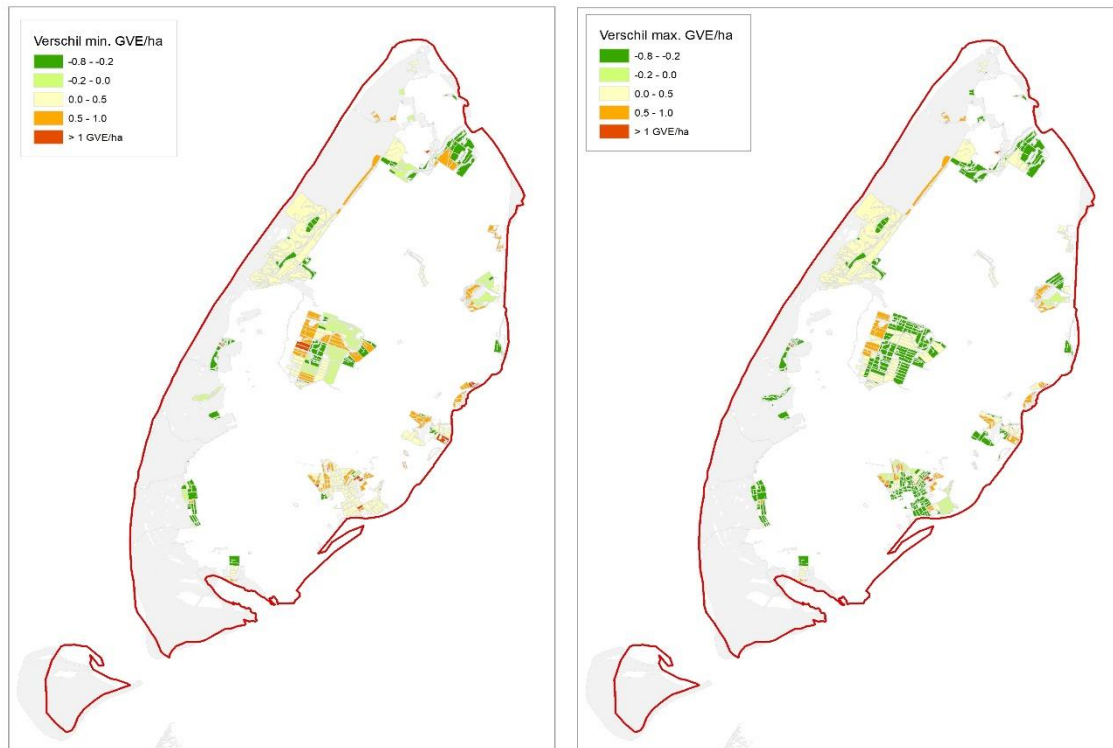 Verschil min. GVE/ha
-0.8 - -0.2
-0.2 - 0.0
0.0 - 0.5
0.5 - 1.0
> 1 GVE/ha
Verschil max. GVE/ha
-0.8 - -0.2
-0.2 - 0.0
0.0 - 0.5
0.5 - 1.0
> 1 GVE/ha